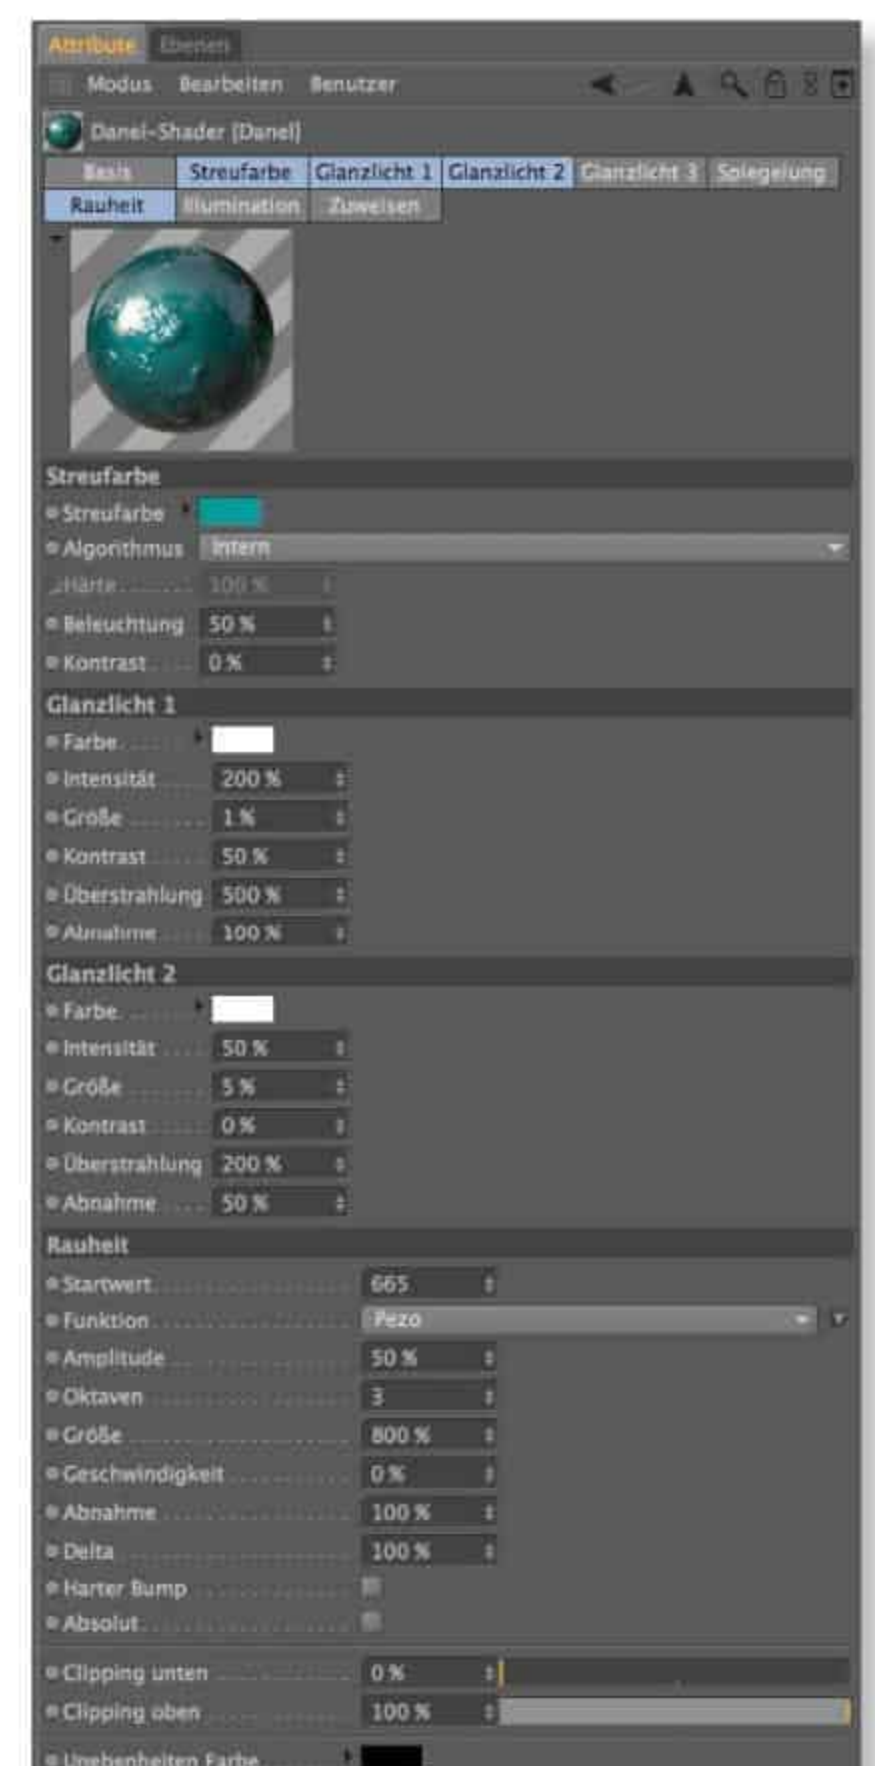 Attribute Ebenen
Modus Bearbeiten Benutzer
Danel-Shader [Danel]
Basis Streufarbe Glanzlicht 1 Glanzlicht 2 Glanzlicht 3 Spiegelung
Rauheit Illumination Zuweisen
Streufarbe
Streufarbe
Algorithmus Intern
Härte 100 %
Beleuchtung 50 %
Kontrast 0 %
Glanzlicht 1
Farbe
Intensität 200 %
Größe 1 %
Kontrast 50 %
Überstrahlung 500 %
Abnahme 100 %
Glanzlicht 2
Farbe
Intensität 50 %
Größe 5 %
Kontrast 0 %
Überstrahlung 200 %
Abnahme 50 %
Rauheit
Startwert 665
Funktion Pezo
Amplitude 50 %
Oktaven 3
Größe 800 %
Geschwindigkeit 0 %
Abnahme 100 %
Delta 100 %
Harter Bump
Absolut
Clipping unten 0 %
Clipping oben 100 %
Unebenheiten Farbe